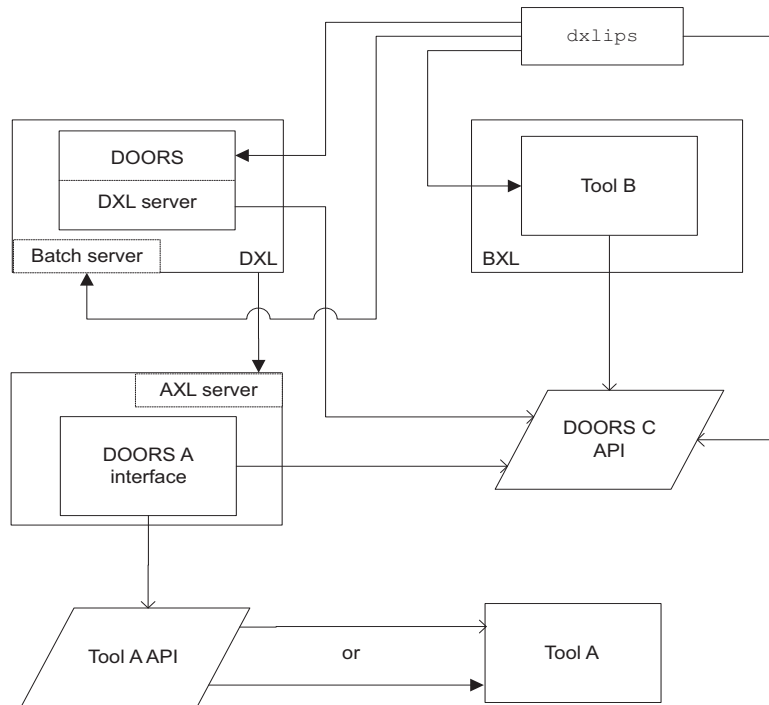 dxlips
DOORS
DXL server
Batch server
DXL
Tool B
BXL
AXL server
DOORS A
interface
DOORS C
API
Tool A API
or
Tool A